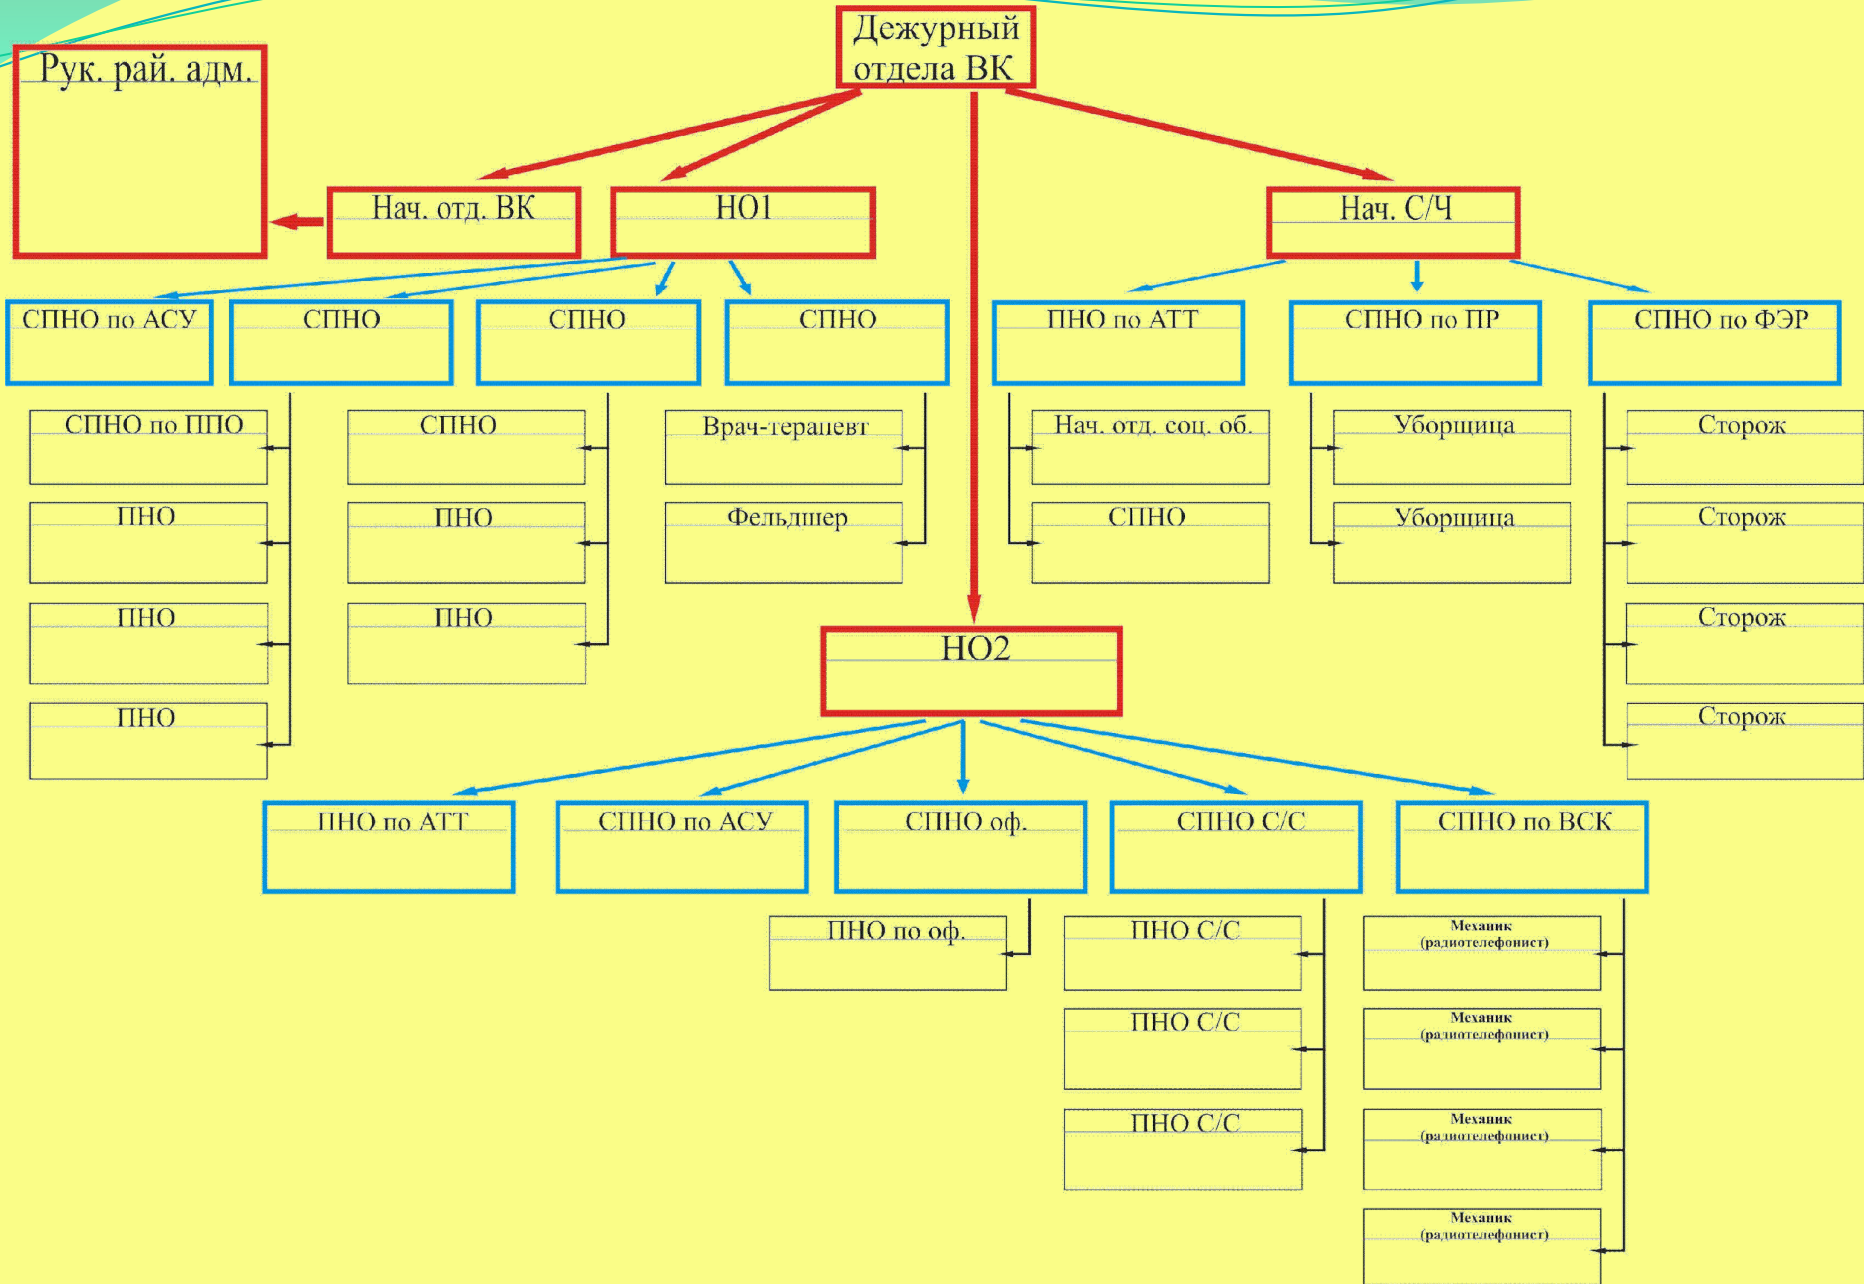 Дежурный
отдела ВК
Рук. рай. адм.
Нач. отд. ВК
НО1
Нач. С/Ч
СПНО по АСУ
СПНО
СПНО
СПНО
ПНО по АТТ
СПНО по ПР
СПНО по ФЭР
СПНО по ППО
СПНО
Врач-терапевт
Нач. отд. соц. об.
Уборщица
Сторож
ПНО
ПНО
Фельдшер
СПНО
Уборщица
Сторож
ПНО
ПНО
Сторож
НО2
ПНО
Сторож
ПНО по АТТ
СПНО по АСУ
СПНО оф.
СПНО С/С
СПНО по ВСК
ПНО по оф.
ПНО С/С
Механик
(радиотелефонист)
ПНО С/С
Механик
(радиотелефонист)
ПНО С/С
Механик
(радиотелефонист)
Механик
(радиотелефонист)